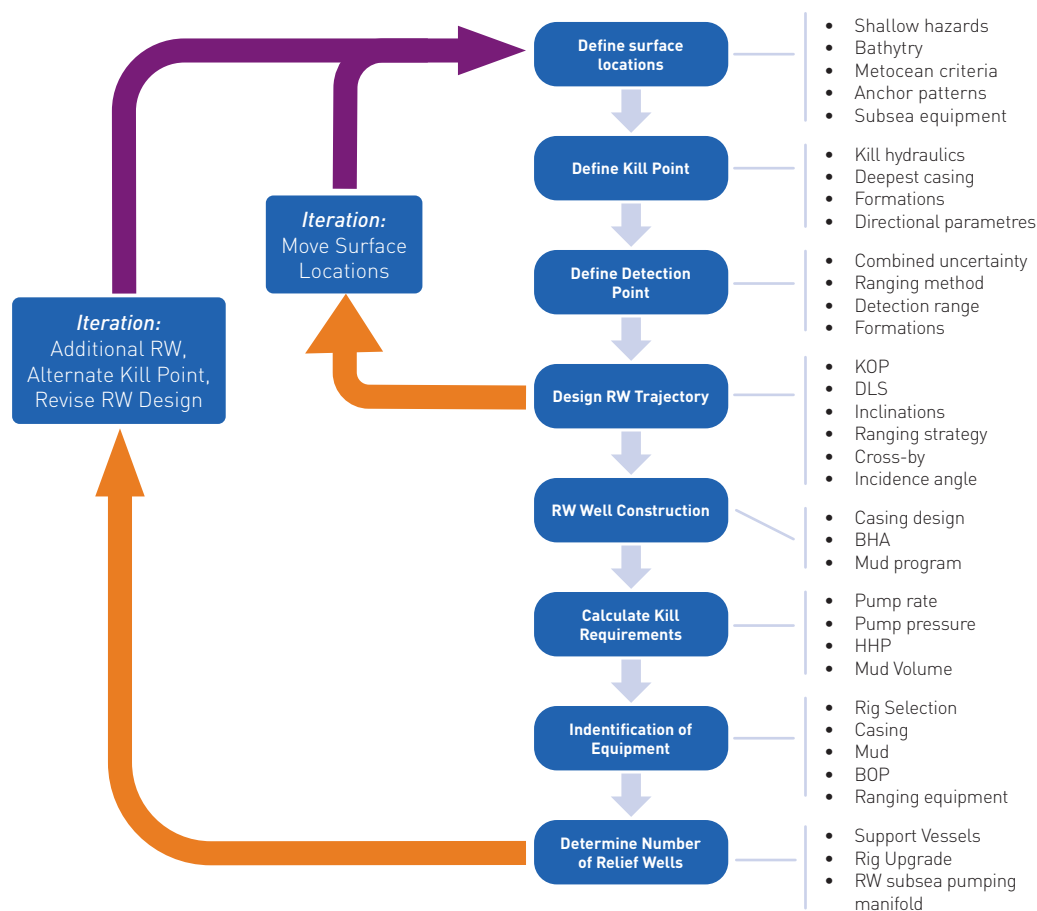 Define surface
locations
• Shallow hazards
• Bathytry
• Metocean criteria
• Anchor patterns
• Subsea equipment
Define Kill Point
• Kill hydraulics
• Deepest casing
• Formations
• Directional parametres
Iteration:
Move Surface
Locations
Define Detection
Point
• Combined uncertainty
• Ranging method
• Detection range
• Formations
Iteration:
Additional RW,
Alternate Kill Point,
Revise RW Design
Design RW Trajectory
• KOP
• DLS
• Inclinations
• Ranging strategy
• Cross-by
• Incidence angle
RW Well Construction
• Casing design
• BHA
• Mud program
Calculate Kill
Requirements
• Pump rate
• Pump pressure
• HHP
• Mud Volume
Indentification of
Equipment
• Rig Selection
• Casing
• Mud
• BOP
• Ranging equipment
Determine Number
of Relief Wells
• Support Vessels
• Rig Upgrade
• RW subsea pumping
manifold